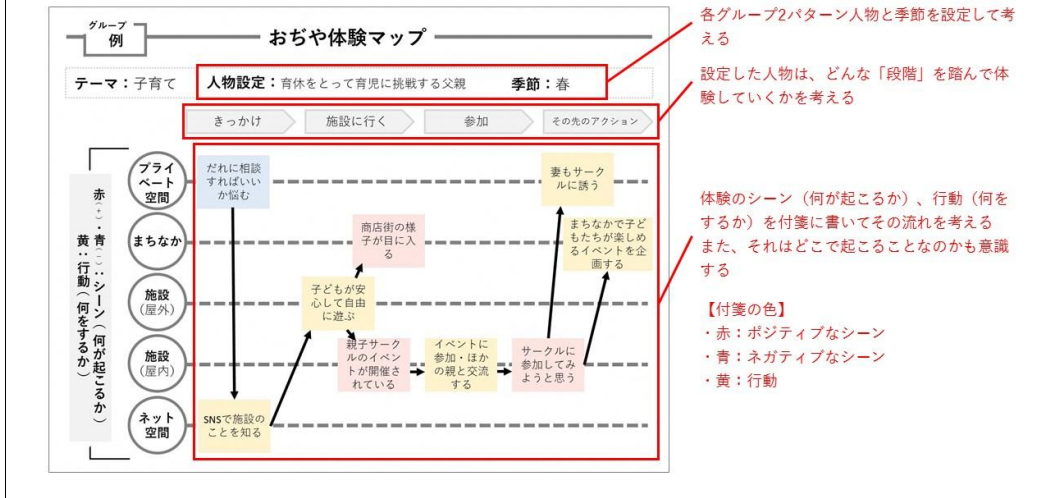 グループ
例
おぢや体験マップ
テーマ：子育て
人物設定：育休をとって育児に挑戦する父親
季節：春
きっかけ
施設に行く
参加
その先のアクション
赤(+)・青(-)：シーン(何が起こるか)
黄：行動(何をするか)
プライ
ベート
空間
まちなか
施設
(屋外)
施設
(屋内)
ネット
空間
だれに相談
すればいい
か悩む
SNSで施設の
ことを知る
商店街の様
子が目に入
る
子どもが安
心して自由
に遊ぶ
親子サーク
ルのイベン
トが開催さ
れている
イベントに
参加・ほか
の親と交流
する
サークルに
参加してみ
ようと思う
妻もサーク
ルに誘う
まちなかで子ど
もたちが楽しめ
るイベントを企
画する
各グループ2パターン人物と季節を設定して考
える
設定した人物は、どんな「段階」を踏んで体
験していくかを考える
体験のシーン（何が起こるか）、行動（何を
するか）を付箋に書いてその流れを考える
また、それはどこで起こることなのかも意識
する
【付箋の色】
・赤：ポジティブなシーン
・青：ネガティブなシーン
・黄：行動